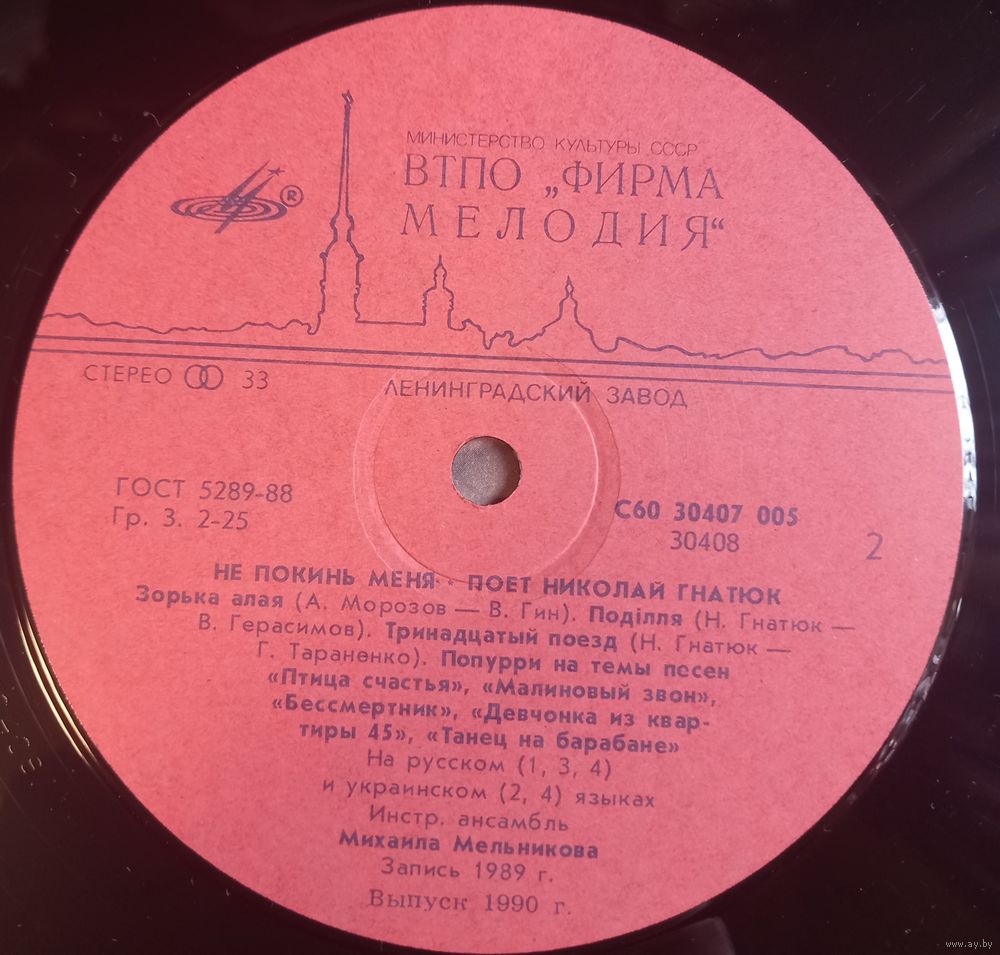 МИНИСТЕРСТВО КУЛЬТУРЫ СССР
ВТПО „ФИРМА
МЕЛОДИЯ“
®
СТЕРЕО 33
ЛЕНИНГРАДСКИЙ ЗАВОД
ГОСТ 5289-88
Гр. 3. 2-25
С60 30407 005
30408
2
НЕ ПОКИНЬ МЕНЯ · ПОЕТ НИКОЛАЙ ГНАТЮК
Зорька алая (А. Морозов — В. Гин). Поділля (Н. Гнатюк —
В. Герасимов). Тринадцатый поезд (Н. Гнатюк —
Г. Тараненко). Попурри на темы песен
«Птица счастья», «Малиновый звон»,
«Бессмертник», «Девчонка из квар-
тиры 45», «Танец на барабане»
На русском (1, 3, 4)
и украинском (2, 4) языках
Инстр. ансамбль
Михаила Мельникова
Запись 1989 г.
Выпуск 1990 г.
www.ay.by